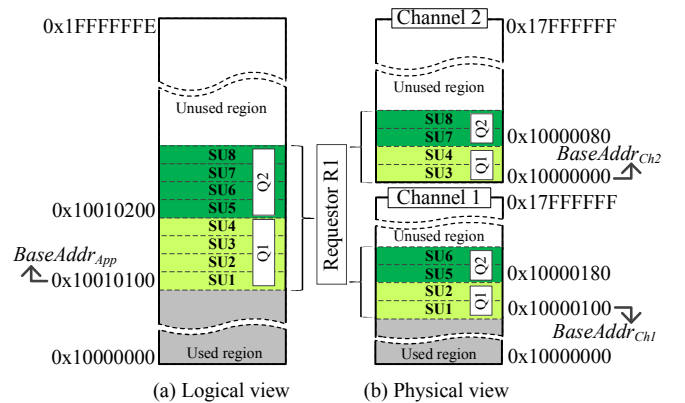 0x1FFFFFFE
Unused region
SU8
SU7
SU6
SU5
Q2
0x10010200
SU4
SU3
SU2
SU1
Q1
BaseAddrApp
0x10010100
Used region
0x10000000
(a) Logical view
Requestor R1
Channel 2
0x17FFFFFF
Unused region
SU8
SU7
Q2
0x10000080
SU4
SU3
Q1
BaseAddrCh2
0x10000000
Channel 1
0x17FFFFFF
Unused region
SU6
SU5
Q2
0x10000180
SU2
SU1
Q1
0x10000100
BaseAddrCh1
Used region
0x10000000
(b) Physical view